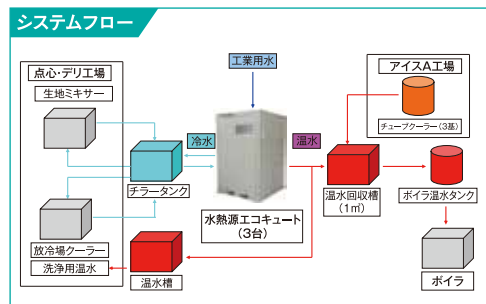 システムフロー
工業用水
点心・デリ工場
生地ミキサー
アイスA工場
チューブクーラー(3基)
冷水
温水
チラータンク
水熱源エコキュート
(3台)
温水回収槽
(1㎥)
ボイラ温水タンク
放冷場クーラー
洗浄用温水
温水槽
ボイラ